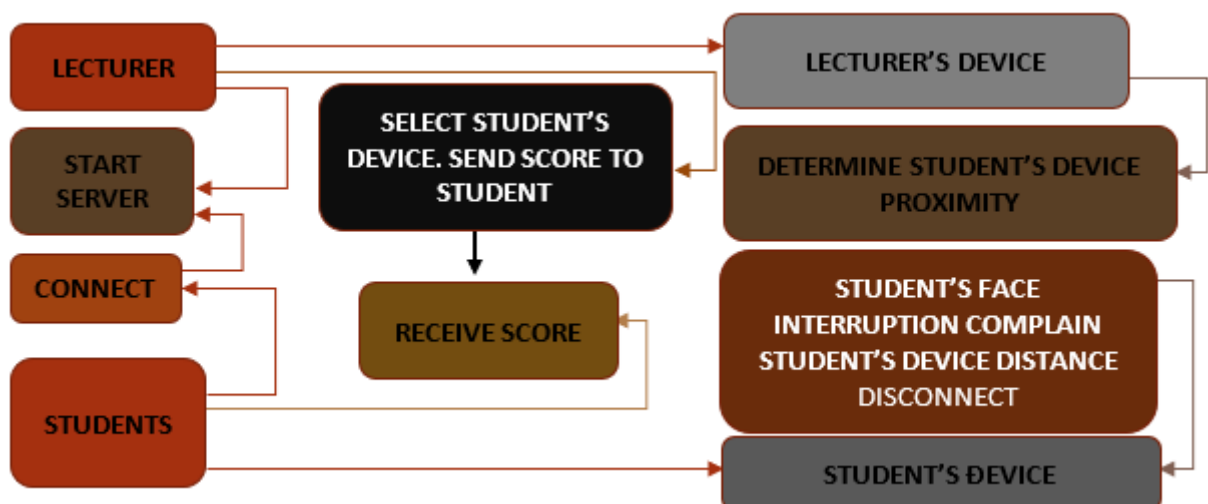 LECTURER
LECTURER'S DEVICE
SELECT STUDENT'S
DEVICE. SEND SCORE TO
STUDENT
START
SERVER
DETERMINE STUDENT'S DEVICE
PROXIMITY
CONNECT
STUDENT'S FACE
INTERRUPTION COMPLAIN
STUDENT'S DEVICE DISTANCE
DISCONNECT
RECEIVE SCORE
STUDENTS
STUDENT'S ĐEVICE